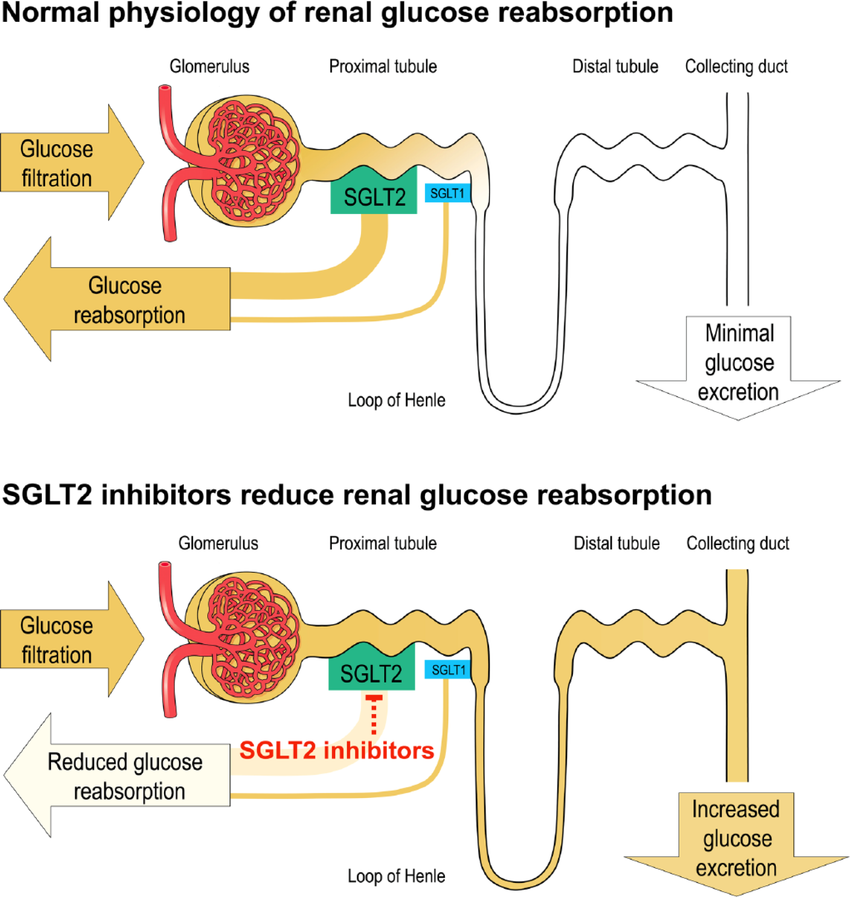 Normal physiology of renal glucose reabsorption
Glomerulus
Proximal tubule
Distal tubule
Collecting duct
Glucose
filtration
SGLT2
SGLT1
Glucose
reabsorption
Minimal
glucose
excretion
Loop of Henle
SGLT2 inhibitors reduce renal glucose reabsorption
Glomerulus
Proximal tubule
Distal tubule
Collecting duct
Glucose
filtration
SGLT2
SGLT1
SGLT2 inhibitors
Reduced glucose
reabsorption
Increased
glucose
excretion
Loop of Henle